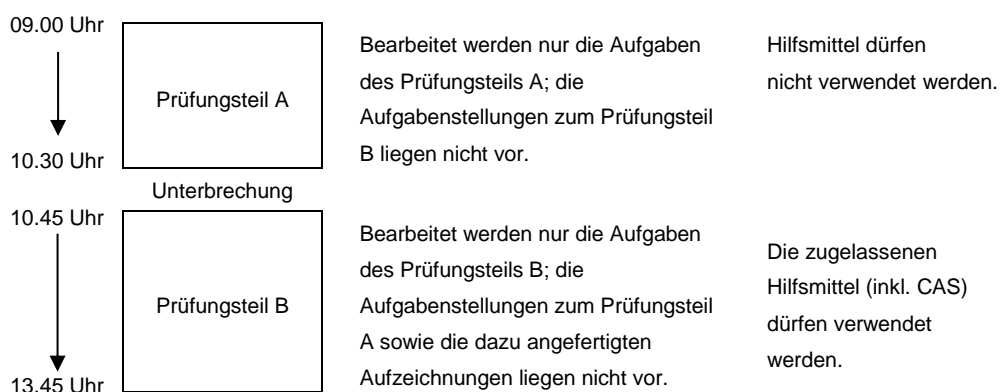 09.00 Uhr
Prüfungsteil A
10.30 Uhr
Bearbeitet werden nur die Aufgaben
des Prüfungsteils A; die
Aufgabenstellungen zum Prüfungsteil
B liegen nicht vor.
Hilfsmittel dürfen
nicht verwendet werden.
Unterbrechung
10.45 Uhr
Prüfungsteil B
13.45 Uhr
Bearbeitet werden nur die Aufgaben
des Prüfungsteils B; die
Aufgabenstellungen zum Prüfungsteil
A sowie die dazu angefertigten
Aufzeichnungen liegen nicht vor.
Die zugelassenen
Hilfsmittel (inkl. CAS)
dürfen verwendet
werden.